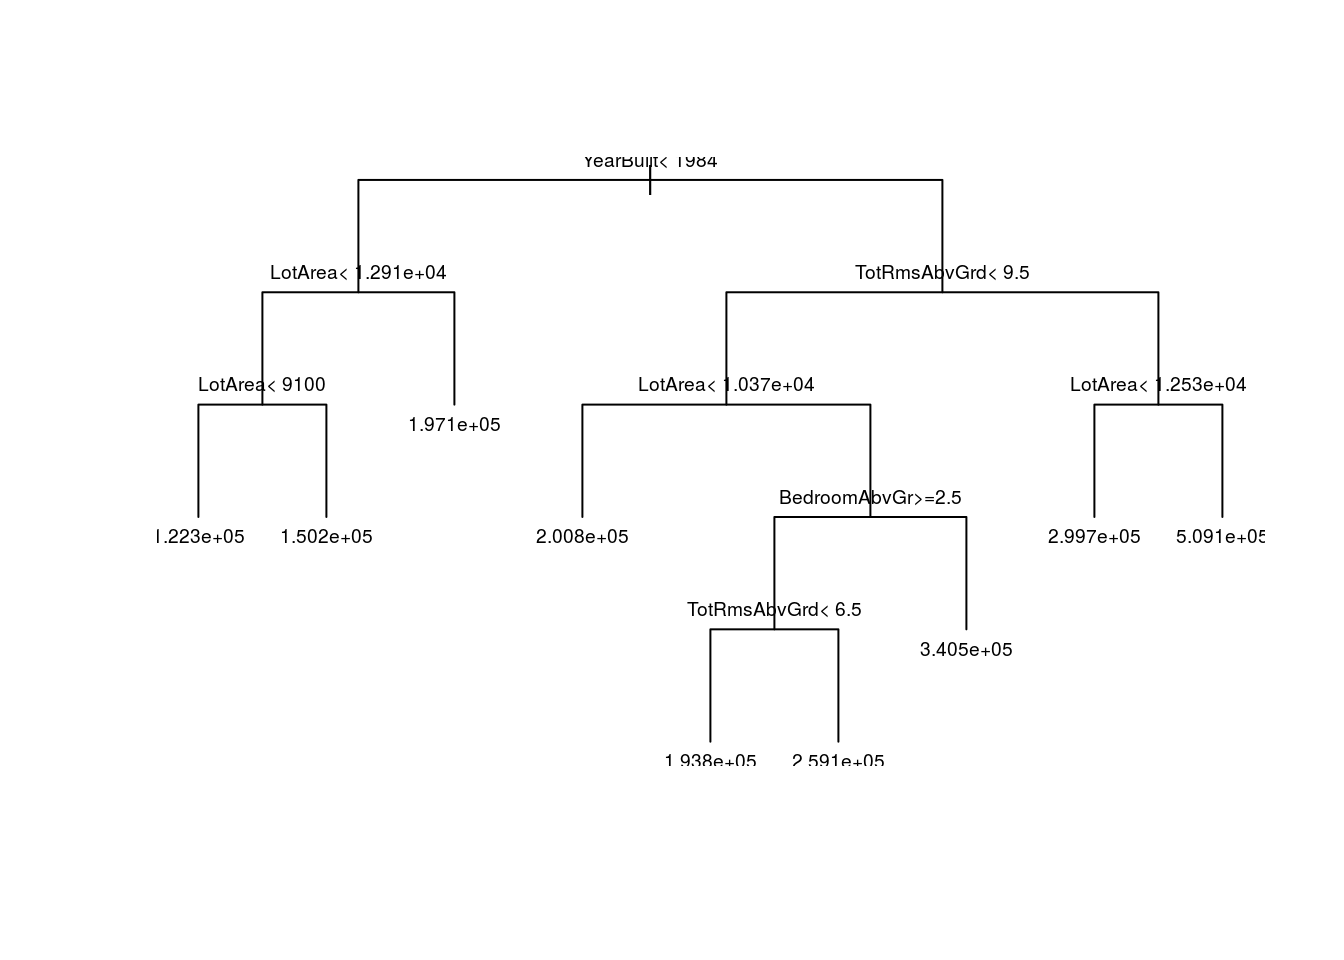 YearBuilt< 1984
LotArea< 1.291e+04
TotRmsAbvGrd< 9.5
LotArea< 9100
1.971e+05
LotArea< 1.037e+04
LotArea< 1.253e+04
1.223e+05
1.502e+05
2.008e+05
BedroomAbvGr>=2.5
2.997e+05
5.091e+05
TotRmsAbvGrd< 6.5
3.405e+05
1.938e+05
2.591e+05